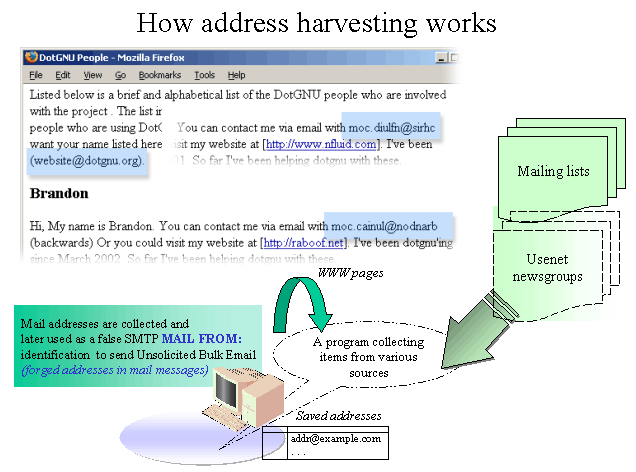 How address harvesting works
DotGNU People - Mozilla Firefox
File Edit View Go Bookmarks Tools Help
Listed below is a brief and alphabetical list of the DotGNU people who are involved
with the project . The list
people who are using
want your name listed here
(website@dotgnu.org).
You can contact me via email with moc.diulfn@sirhc
visit my website at [http://www.nfluid.com]. I've been
01. So far I've been helping dotgnu with these.
Brandon
Hi, My name is Brandon. You can contact me via email with moc.cainul@nodnarb
(backwards) Or you could visit my website at [http://raboof.net]. I've been dotgnu'ing
since March 2002. So far I've been helping dotgnu with these.
Mailing lists
Usenet
newsgroups
WWW pages
A program collecting
items from various
sources
Mail addresses are collected and
later used as a false SMTP MAIL FROM:
identification to send Unsolicited Bulk Email
(forged addresses in mail messages)
Saved addresses
addr@example.com
. . .